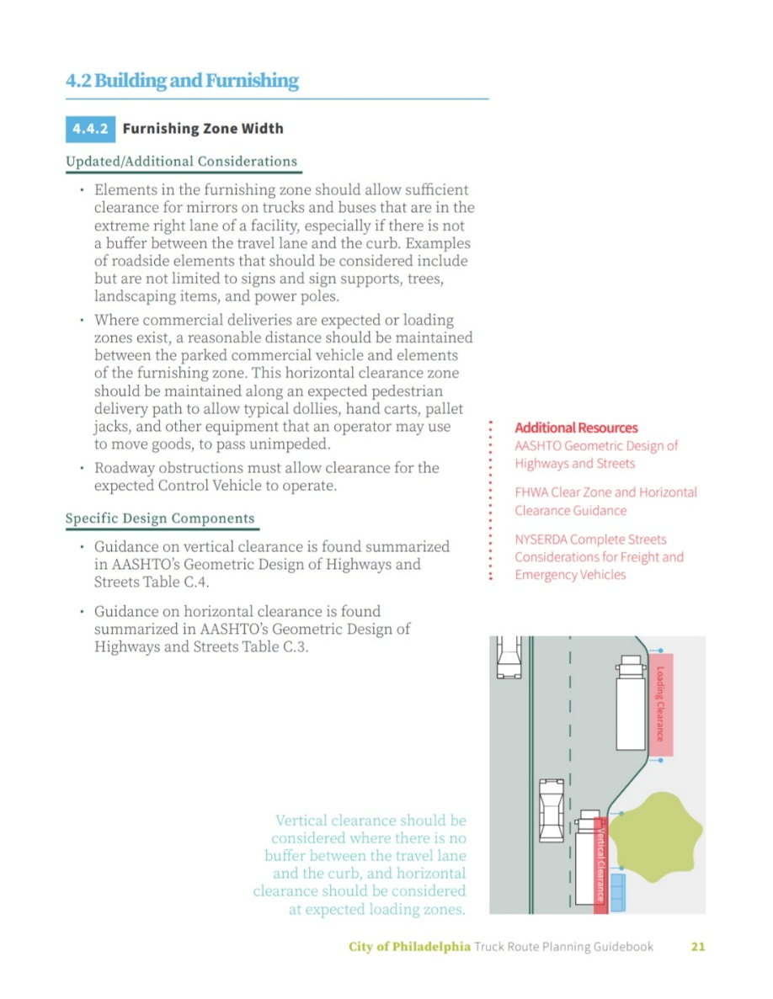 4.2 Building and Furnishing
4.4.2 Furnishing Zone Width
Updated/Additional Considerations
• Elements in the furnishing zone should allow sufficient
clearance for mirrors on trucks and buses that are in the
extreme right lane of a facility, especially if there is not
a buffer between the travel lane and the curb. Examples
of roadside elements that should be considered include
but are not limited to signs and sign supports, trees,
landscaping items, and power poles.
• Where commercial deliveries are expected or loading
zones exist, a reasonable distance should be maintained
between the parked commercial vehicle and elements
of the furnishing zone. This horizontal clearance zone
should be maintained along an expected pedestrian
delivery path to allow typical dollies, hand carts, pallet
jacks, and other equipment that an operator may use
to move goods, to pass unimpeded.
• Roadway obstructions must allow clearance for the
expected Control Vehicle to operate.
Specific Design Components
• Guidance on vertical clearance is found summarized
in AASHTO’s Geometric Design of Highways and
Streets Table C.4.
• Guidance on horizontal clearance is found
summarized in AASHTO’s Geometric Design of
Highways and Streets Table C.3.
Additional Resources
AASHTO Geometric Design of
Highways and Streets
FHWA Clear Zone and Horizontal
Clearance Guidance
NYSERDA Complete Streets
Considerations for Freight and
Emergency Vehicles
Loading Clearance
Vertical Clearance
Vertical clearance should be
considered where there is no
buffer between the travel lane
and the curb, and horizontal
clearance should be considered
at expected loading zones.
City of Philadelphia Truck Route Planning Guidebook 21